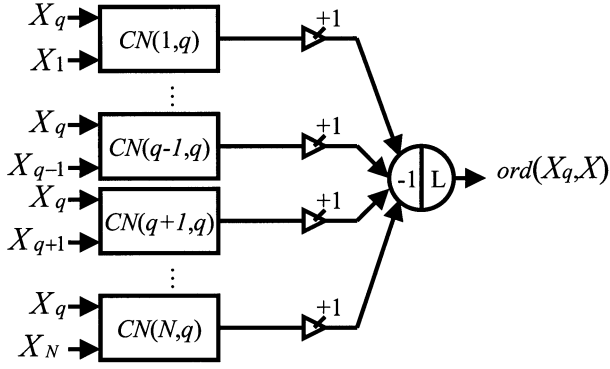 X_q
X_1
CN(1,q)
+1
⋮
X_q
X_{q-1}
CN(q-1,q)
+1
X_q
X_{q+1}
CN(q+1,q)
+1
-1 L
ord(X_q,X)
⋮
X_q
X_N
CN(N,q)
+1